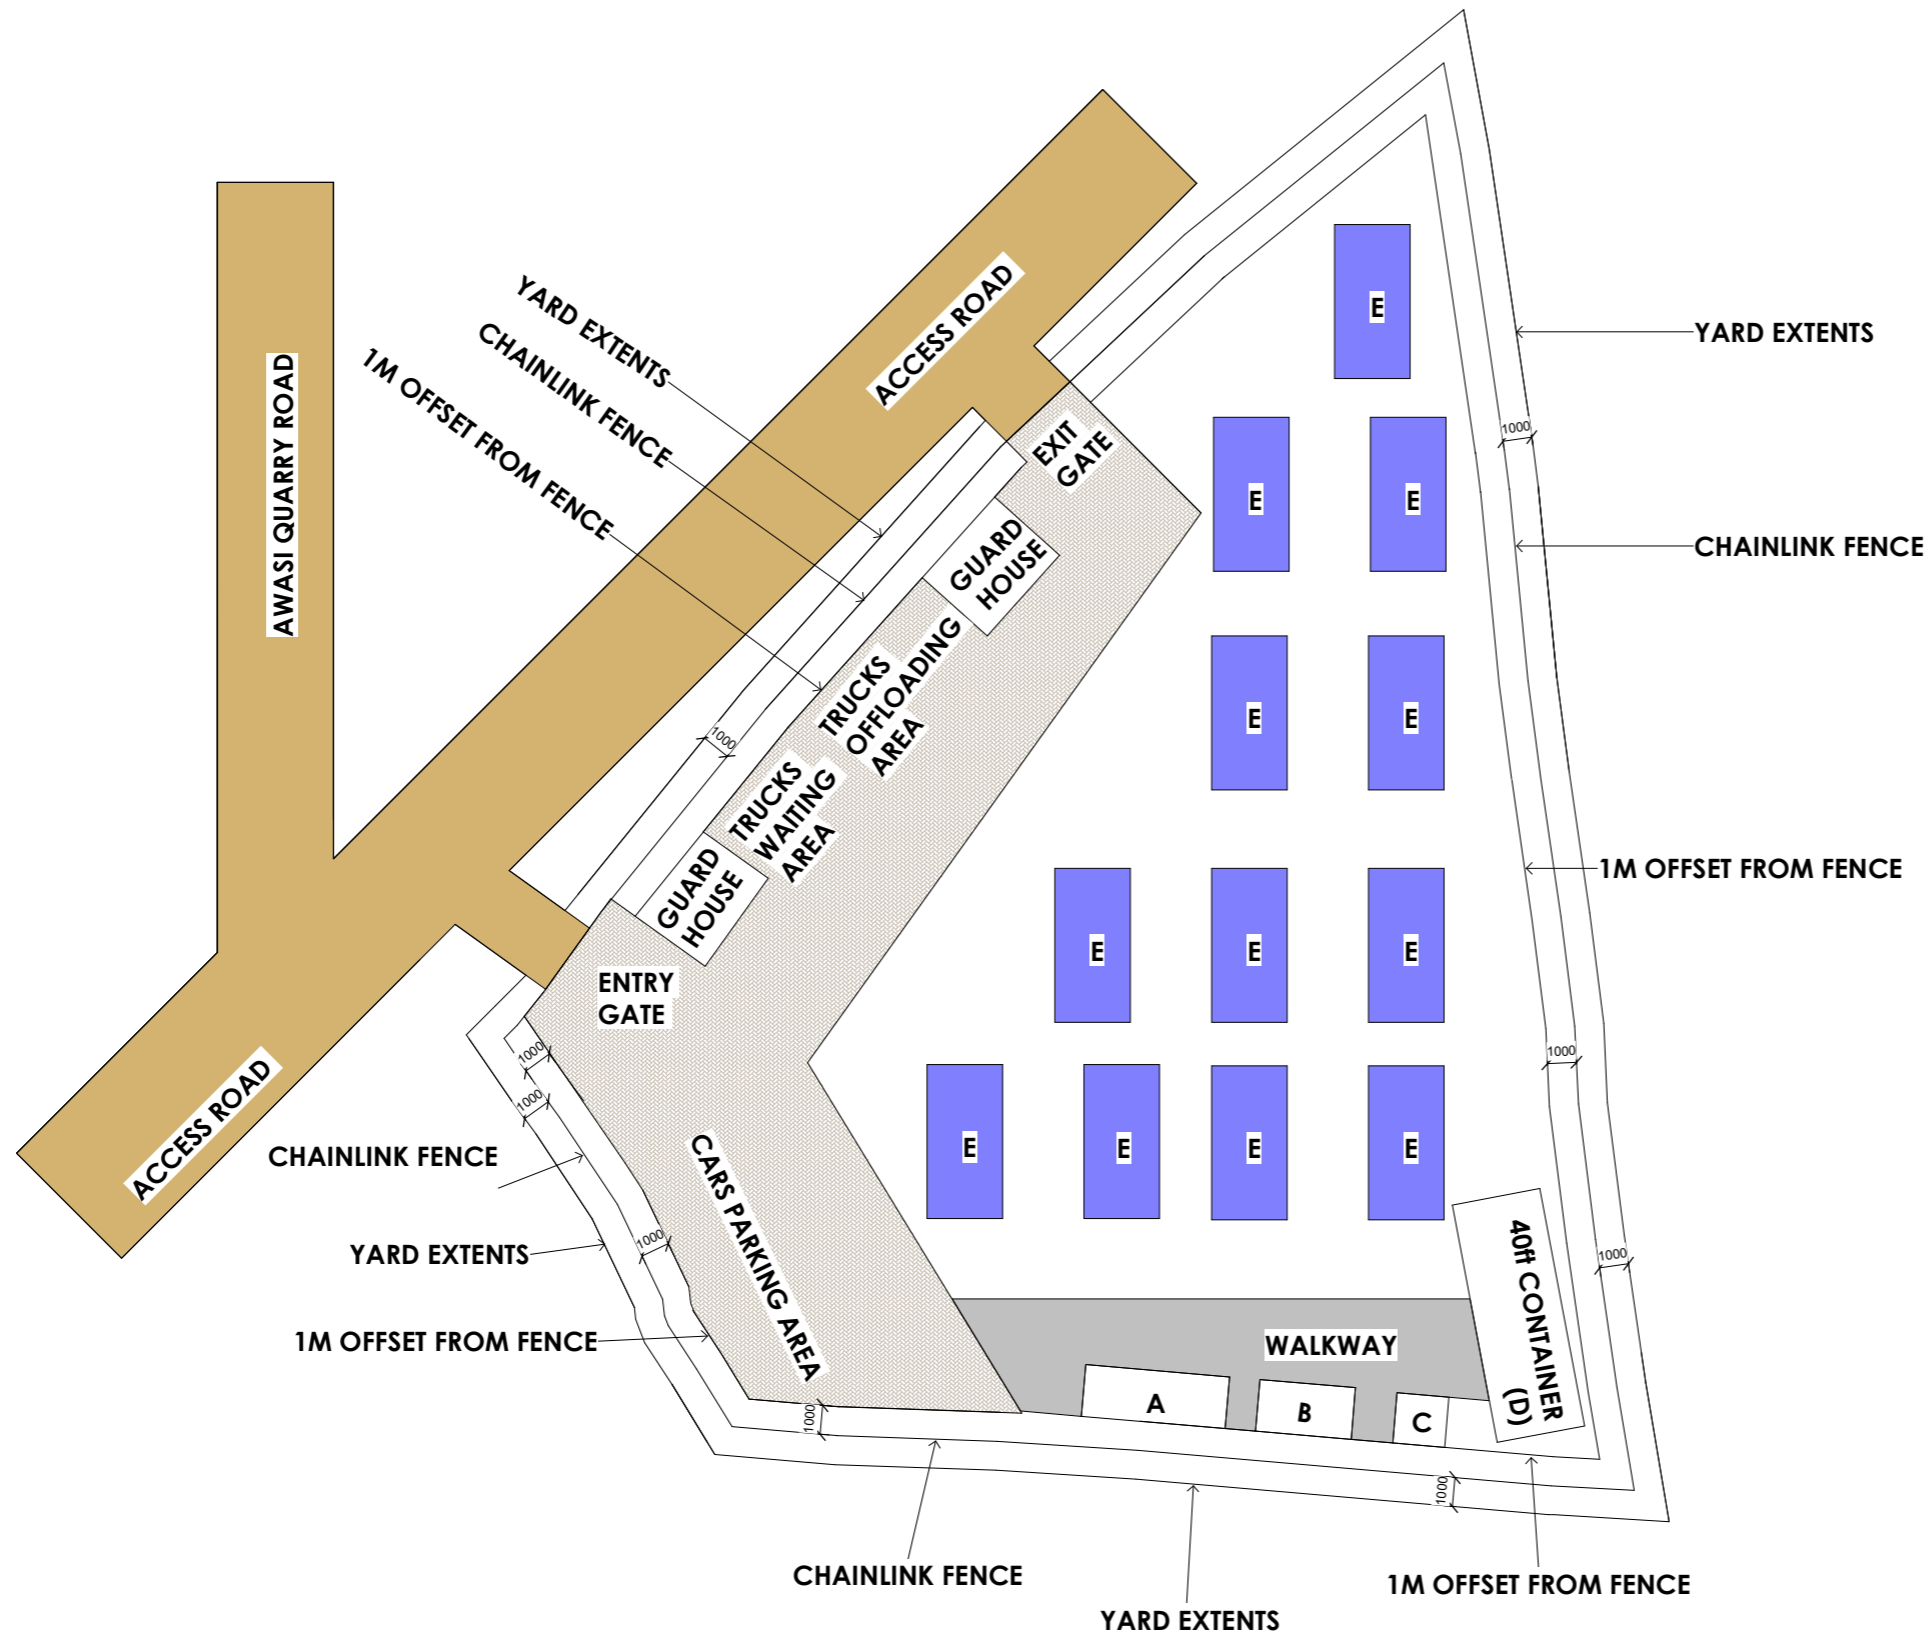 YARD EXTENTS
CHAINLINK FENCE
1M OFFSET FROM FENCE
ACCESS ROAD
AWASI QUARRY ROAD
EXIT
GATE
GUARD
HOUSE
TRUCKS
OFFLOADING
AREA
1000
TRUCKS
WAITING
AREA
GUARD
HOUSE
ENTRY
GATE
ACCESS ROAD
E
E
E
E
E
E
E
E
E
E
E
E
YARD EXTENTS
1000
CHAINLINK FENCE
1M OFFSET FROM FENCE
1000
1000
1000
1000
CHAINLINK FENCE
1000
YARD EXTENTS
1M OFFSET FROM FENCE
CARS PARKING AREA
1000
WALKWAY
A
B
C
40ft CONTAINER
(D)
1000
CHAINLINK FENCE
YARD EXTENTS
1M OFFSET FROM FENCE